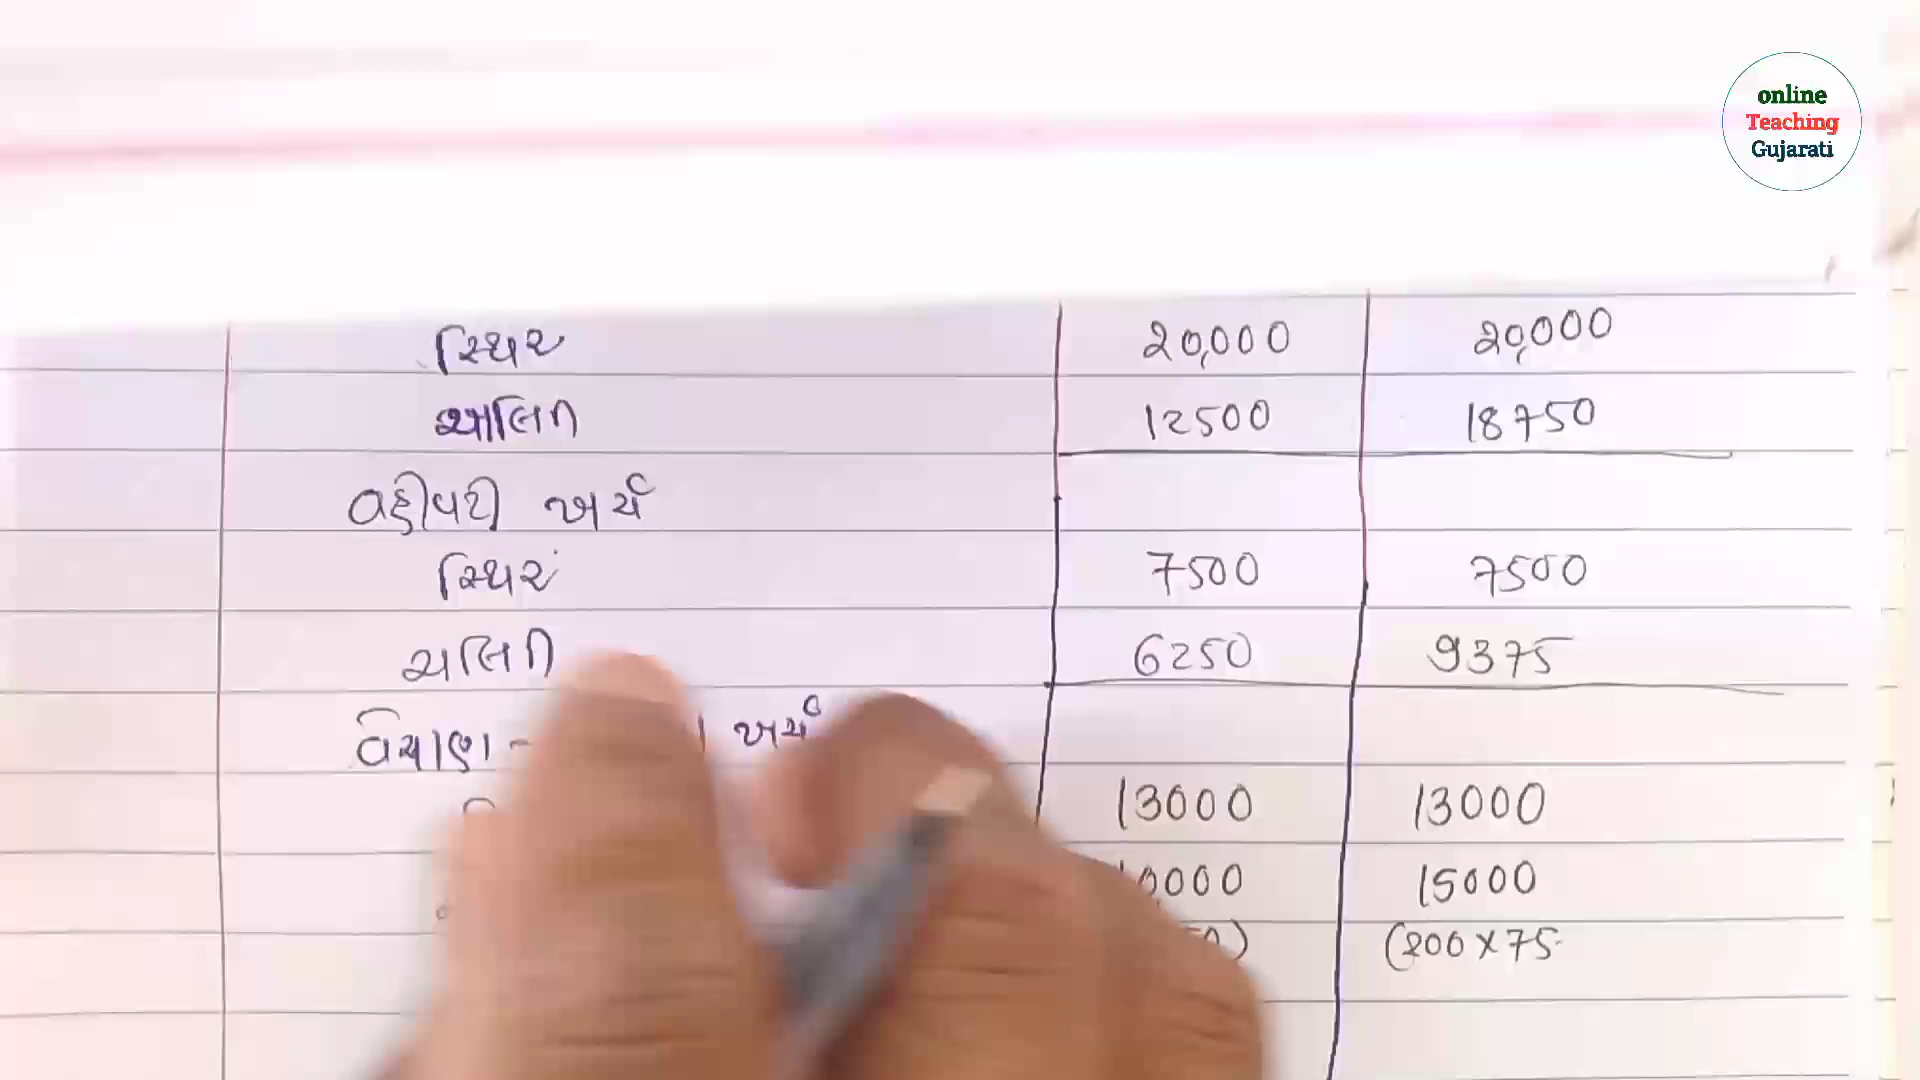 online
Teaching
Gujarati
સ્થિર 20,000 20,000
ચાલિત 12500 18750
વહીવટી ખર્ચ
સ્થિર 7500 7500
ચલિત 6250 9375
વેચાણ - ખર્ચ
13000 13000
15000
(200 x 75